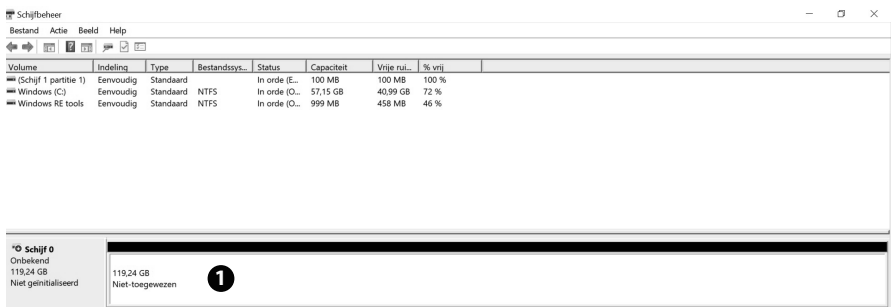 Schijfbeheer
Bestand Actie Beeld Help
Volume Indeling Type Bestandssys... Status Capaciteit Vrije rui... % vrij
(Schijf 1 partitie 1) Eenvoudig Standaard In orde (E... 100 MB 100 MB 100 %
Windows (C:) Eenvoudig Standaard NTFS In orde (O... 57,15 GB 40,99 GB 72 %
Windows RE tools Eenvoudig Standaard NTFS In orde (O... 999 MB 458 MB 46 %
Schijf 0
Onbekend
119,24 GB
Niet geïnitialiseerd
119,24 GB
Niet-toegewezen
1